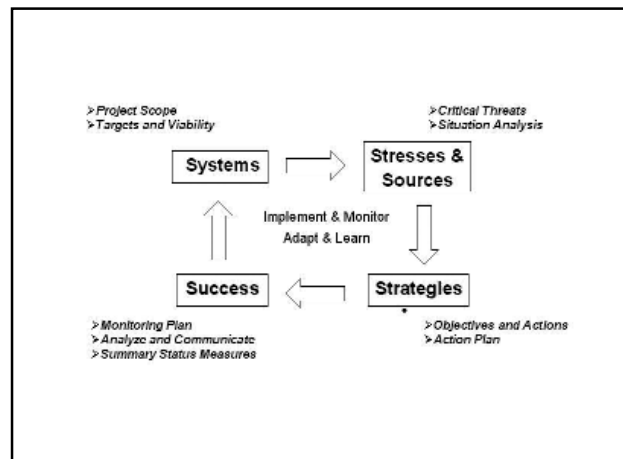 ➢Project Scope
➢Targets and Viability
➢Critical Threats
➢Situation Analysis
Systems
Stresses &
Sources
Implement & Monitor
Adapt & Learn
Success
Strategies
➢Monitoring Plan
➢Analyze and Communicate
➢Summary Status Measures
➢Objectives and Actions
➢Action Plan